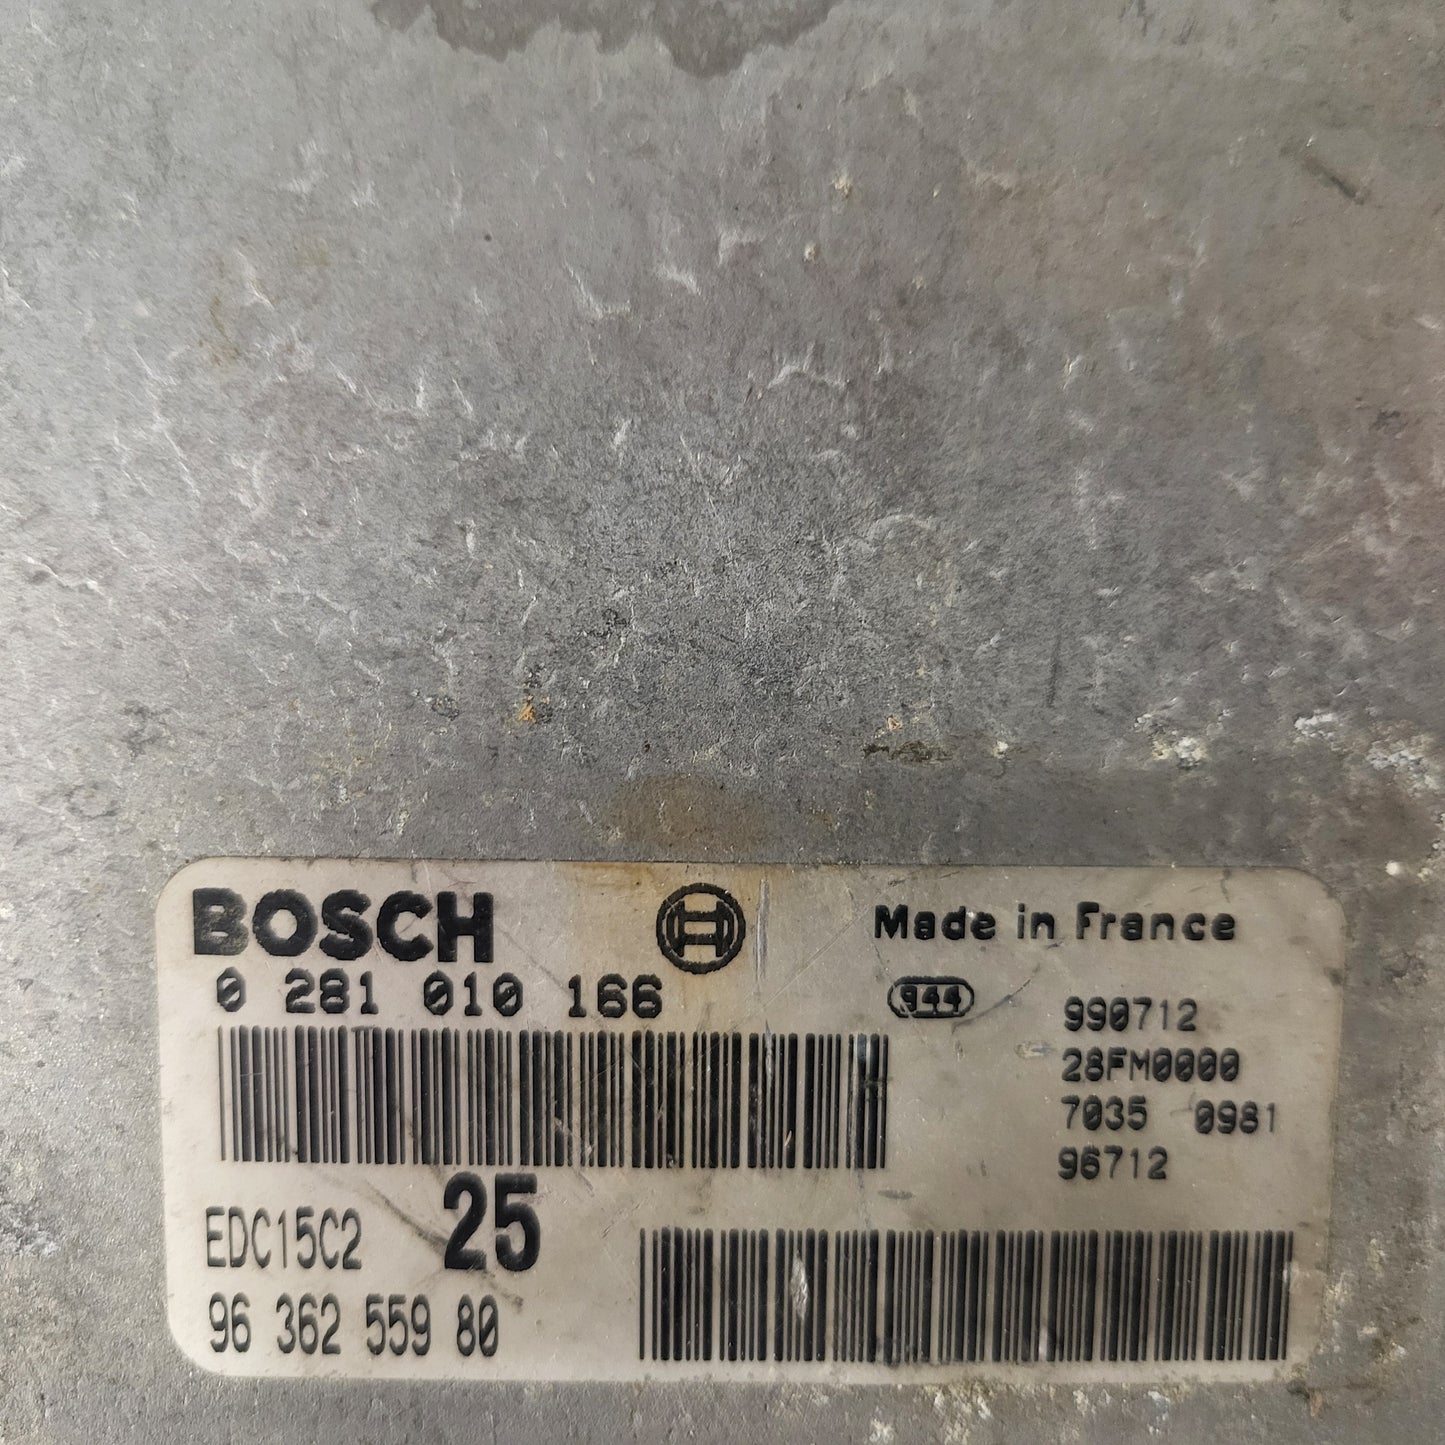 BOSCH
Made in France
0 281 010 166
944
990712
28FM0000
7035 0981
96712
EDC15C2
25
96 362 559 80